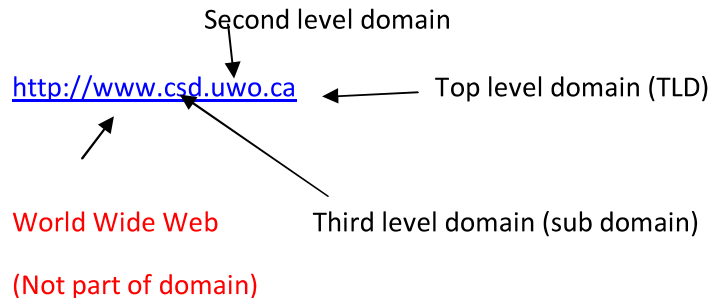 Second level domain
http://www.csd.uwo.ca
Top level domain (TLD)
World Wide Web
Third level domain (sub domain)
(Not part of domain)